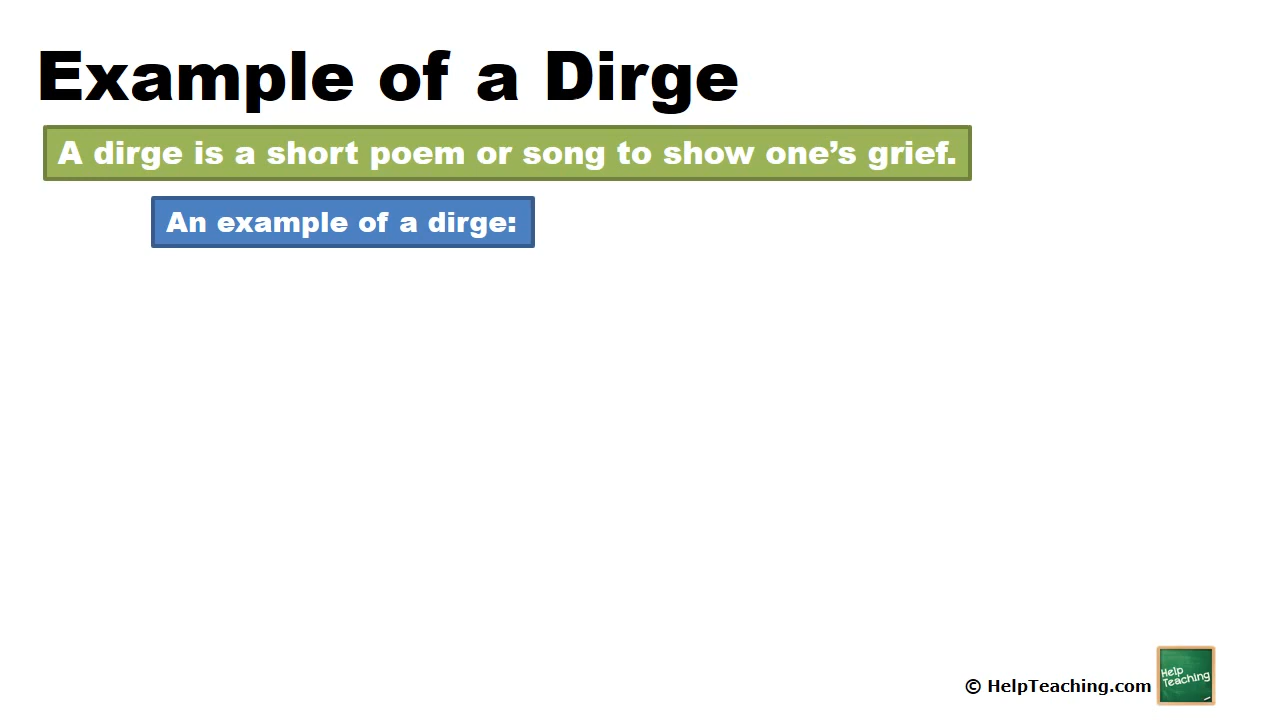 Example of a Dirge
A dirge is a short poem or song to show one’s grief.
An example of a dirge:
© HelpTeaching.com
Help
Teaching